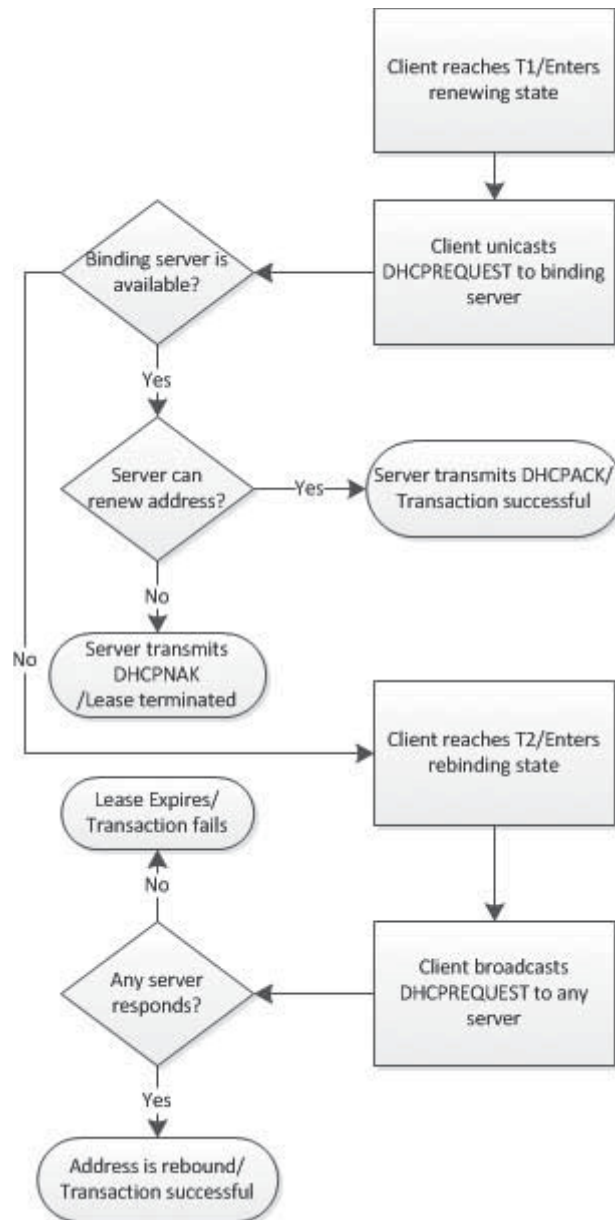 Client reaches T1/Enters
renewing state
Client unicasts
DHCPREQUEST to binding
server
Binding server is
available?
Yes
Server can
renew address?
Yes
Server transmits DHCPACK/
Transaction successful
No
Server transmits
DHCPNAK
/Lease terminated
No
Client reaches T2/Enters
rebinding state
Client broadcasts
DHCPREQUEST to any
server
Any server
responds?
No
Lease Expires/
Transaction fails
Yes
Address is rebound/
Transaction successful